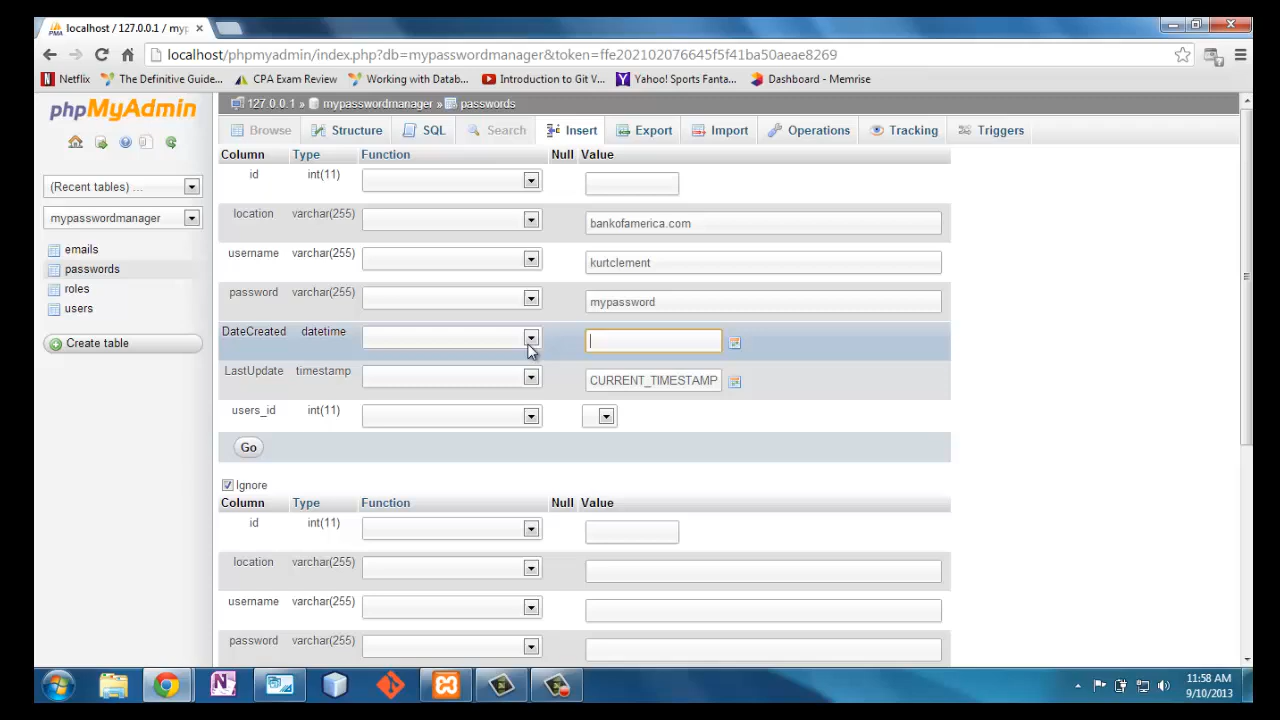 localhost / 127.0.0.1 / myp
localhost/phpmyadmin/index.php?db=mypasswordmanager&token=ffe202102076645f5f41ba50aeae8269
Netflix The Definitive Guide... CPA Exam Review Working with Datab... Introduction to Git V... Yahoo! Sports Fanta... Dashboard - Memrise
phpMyAdmin
(Recent tables) ...
mypasswordmanager
emails
passwords
roles
users
Create table
127.0.0.1 » mypasswordmanager » passwords
Browse Structure SQL Search Insert Export Import Operations Tracking Triggers
Column Type Function Null Value
id int(11)
location varchar(255) bankofamerica.com
username varchar(255) kurtclement
password varchar(255) mypassword
DateCreated datetime
LastUpdate timestamp CURRENT_TIMESTAMP
users_id int(11)
Go
Ignore
Column Type Function Null Value
id int(11)
location varchar(255)
username varchar(255)
password varchar(255)
11:58 AM
9/10/2013